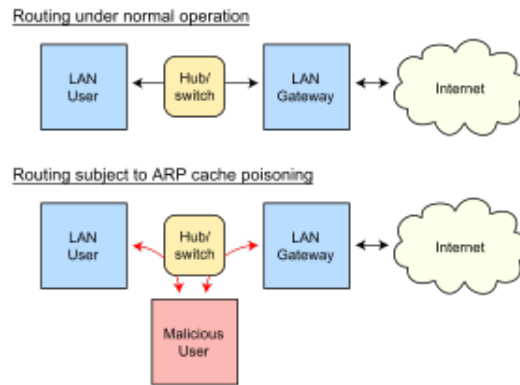 Routing under normal operation
LAN
User
Hub/
switch
LAN
Gateway
Internet
Routing subject to ARP cache poisoning
LAN
User
Hub/
switch
LAN
Gateway
Internet
Malicious
User